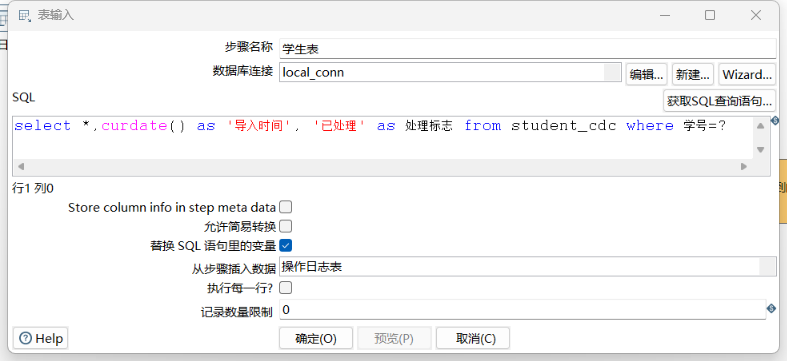 表输入
步骤名称 学生表
数据库连接 local_conn 编辑... 新建... Wizard...
SQL 获取SQL查询语句...
select *,curdate() as '导入时间', '已处理' as 处理标志 from student_cdc where 学号=?
行1 列0
Store column info in step meta data
允许简易转换
替换 SQL 语句里的变量
从步骤插入数据 操作日志表
执行每一行?
记录数量限制 0
Help 确定(O) 预览(P) 取消(C)